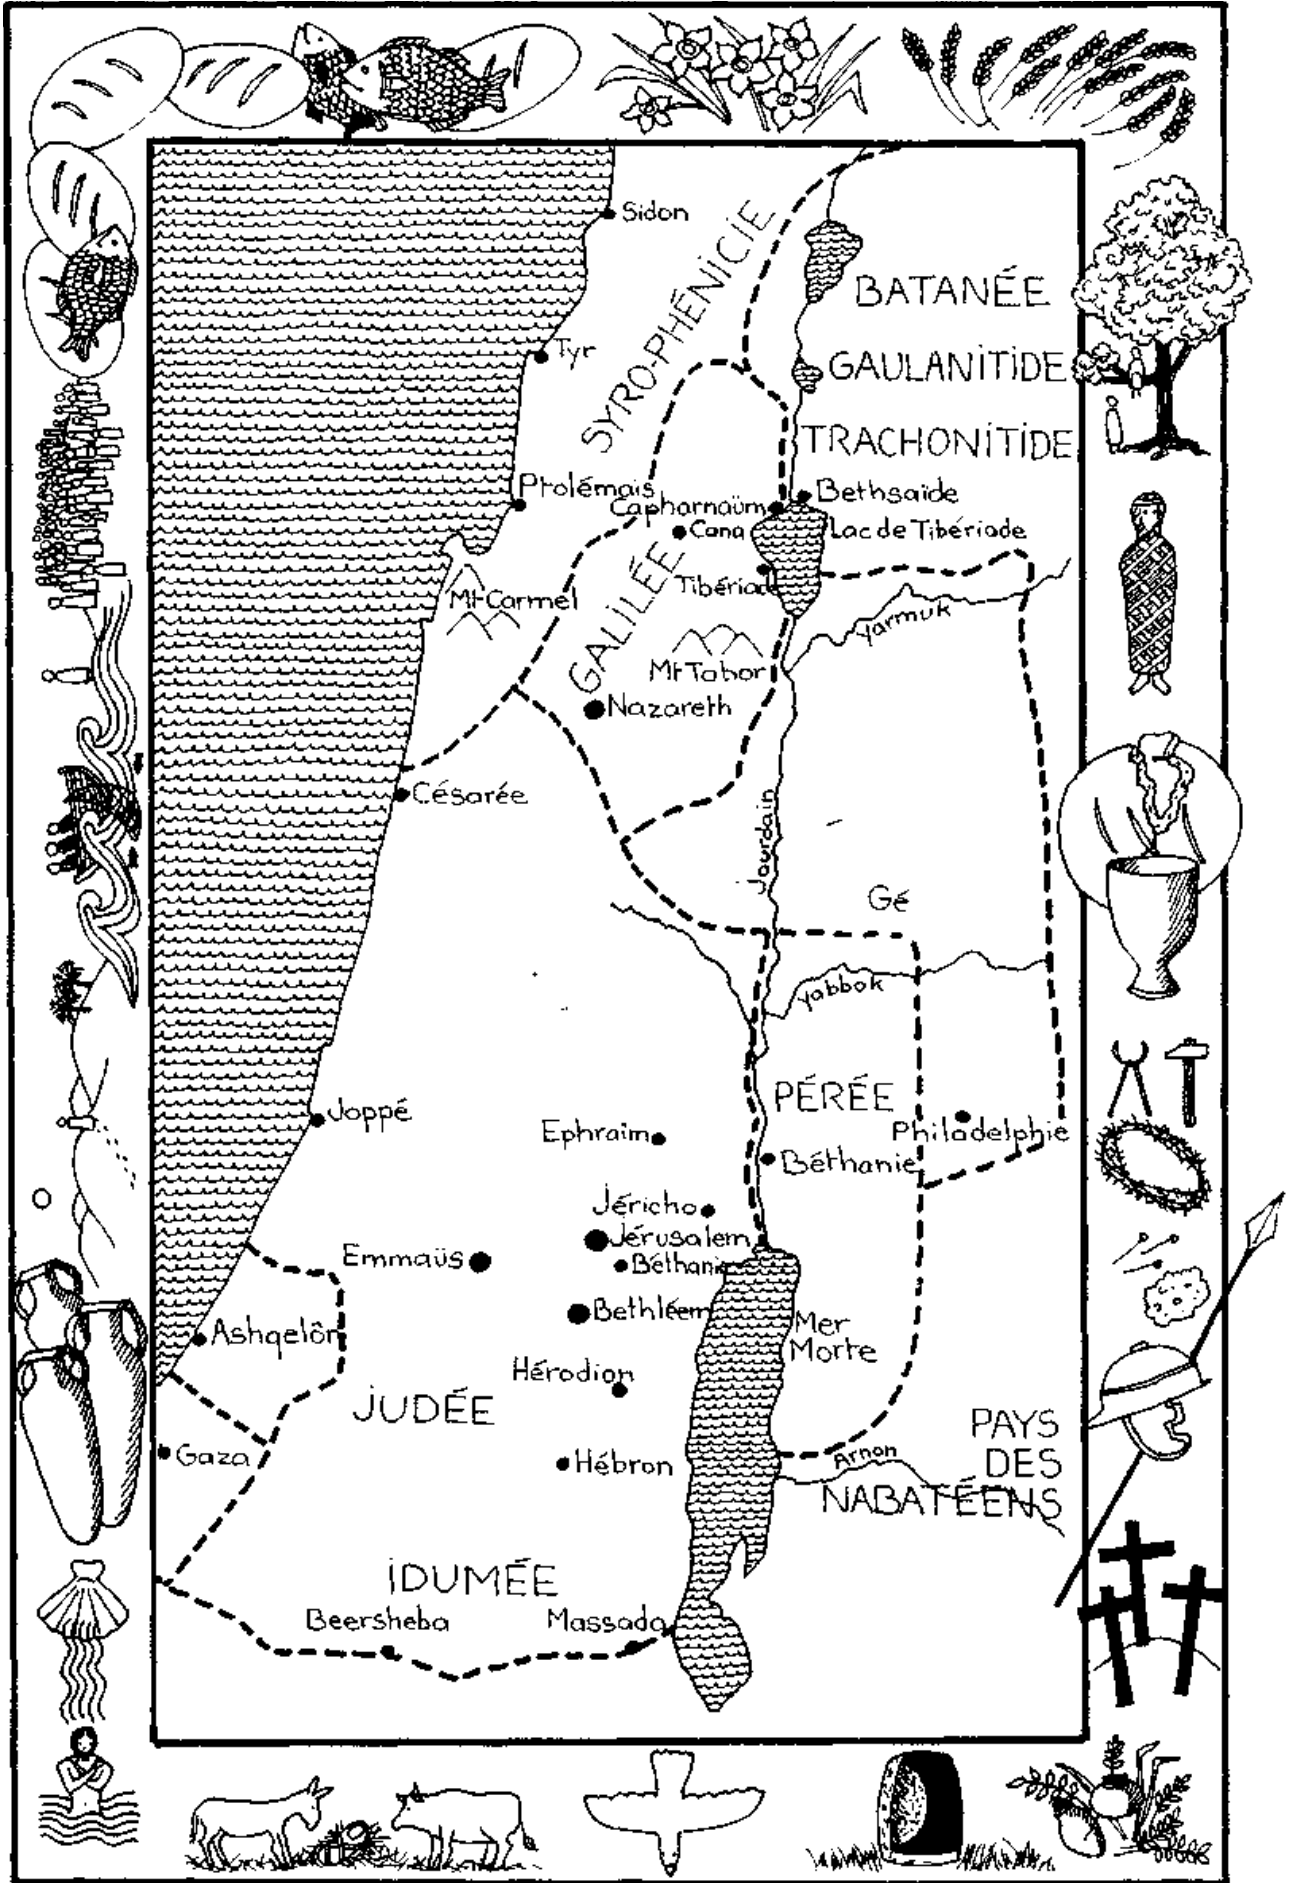 Sidon
SYRO-PHÉNiCiE
BATANÉE
Tyr
GAULANiTiDE
TRACHONiTiDE
Ptolémaïs
Bethsaïde
Capharnaüm
Cana
Lac de Tibériade
Tibériade
Mt Carmel
GALiLÉE
Yarmuk
Mt Tabor
Nazareth
Césarée
Jourdain
Gé
Yabbok
PÉRÉE
Joppé
Ephraim
Philadelphie
Béthanie
Jéricho
Jérusalem
Emmaüs
Béthanie
Bethléem
Ashqelôn
Mer
Morte
Hérodion
JUDÉE
PAYS
DES
NABATÉENS
Gaza
Hébron
Arnon
iDUMÉE
Beersheba
Massada